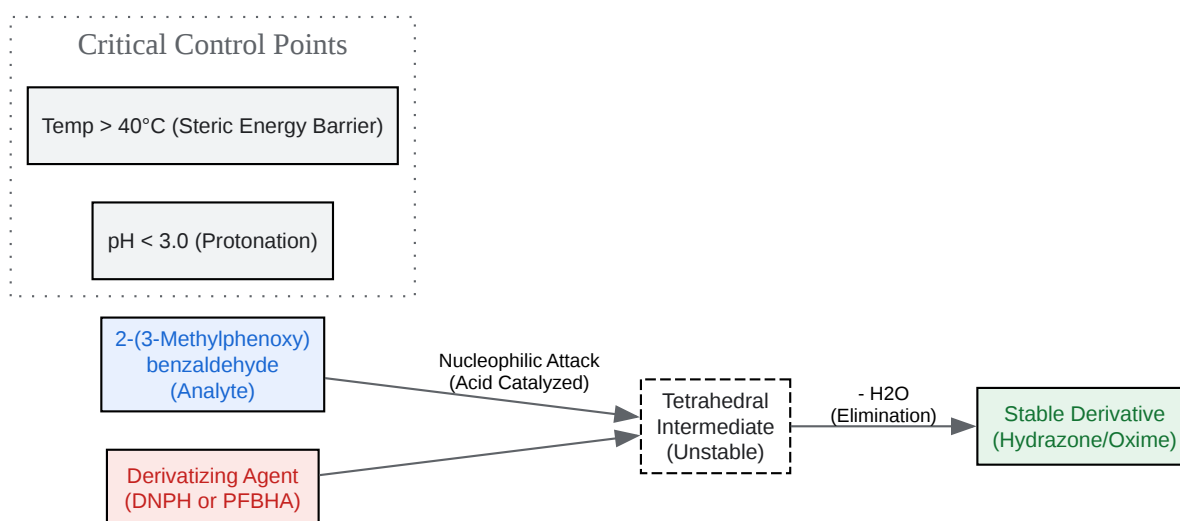 Critical Control Points
Temp > 40°C (Steric Energy Barrier)
pH < 3.0 (Protonation)
2-(3-Methylphenoxy)
benzaldehyde
(Analyte)
Nucleophilic Attack
(Acid Catalyzed)
Tetrahedral
Intermediate
(Unstable)
- H2O
(Elimination)
Stable Derivative
(Hydrazone/Oxime)
Derivatizing Agent
(DNPH or PFBHA)